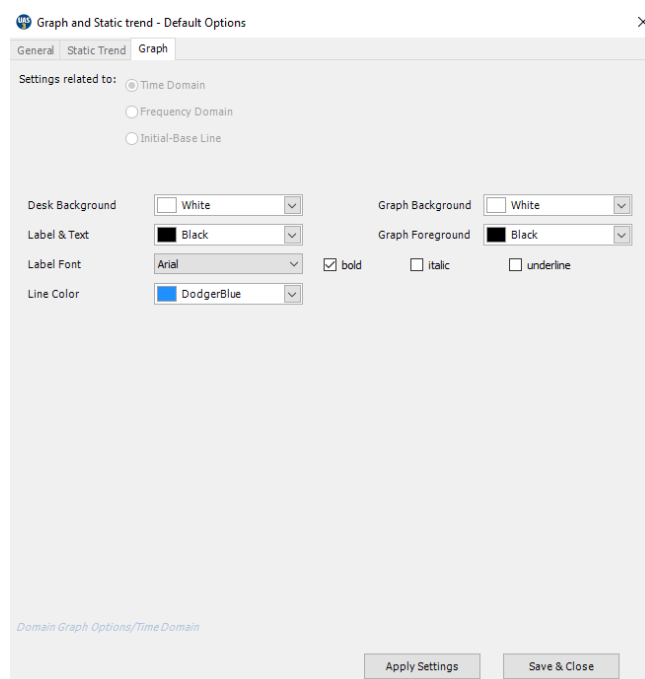 UAS
3
Graph and Static trend - Default Options
General Static Trend Graph
Settings related to: Time Domain
Frequency Domain
Initial-Base Line
Desk Background White Graph Background White
Label & Text Black Graph Foreground Black
Label Font Arial bold italic underline
Line Color DodgerBlue
Domain Graph Options/Time Domain
Apply Settings Save & Close